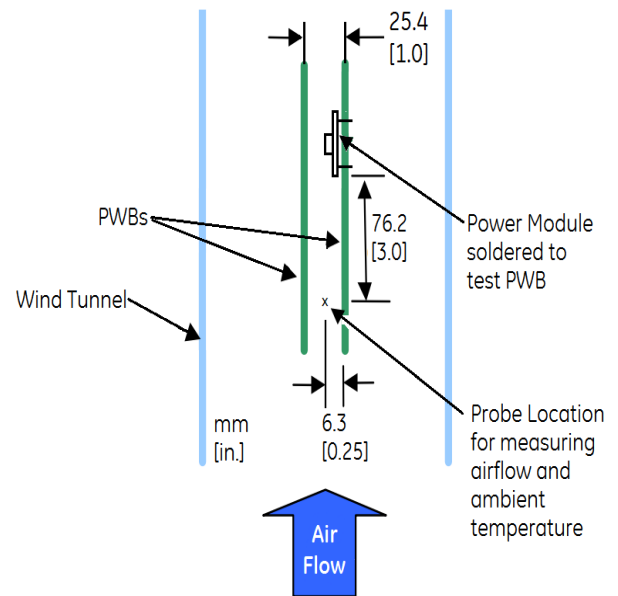 25.4
[1.0]
PWBs
76.2
[3.0]
Power Module
soldered to
test PWB
Wind Tunnel
x
mm
[in.]
6.3
[0.25]
Probe Location
for measuring
airflow and
ambient
temperature
Air
Flow